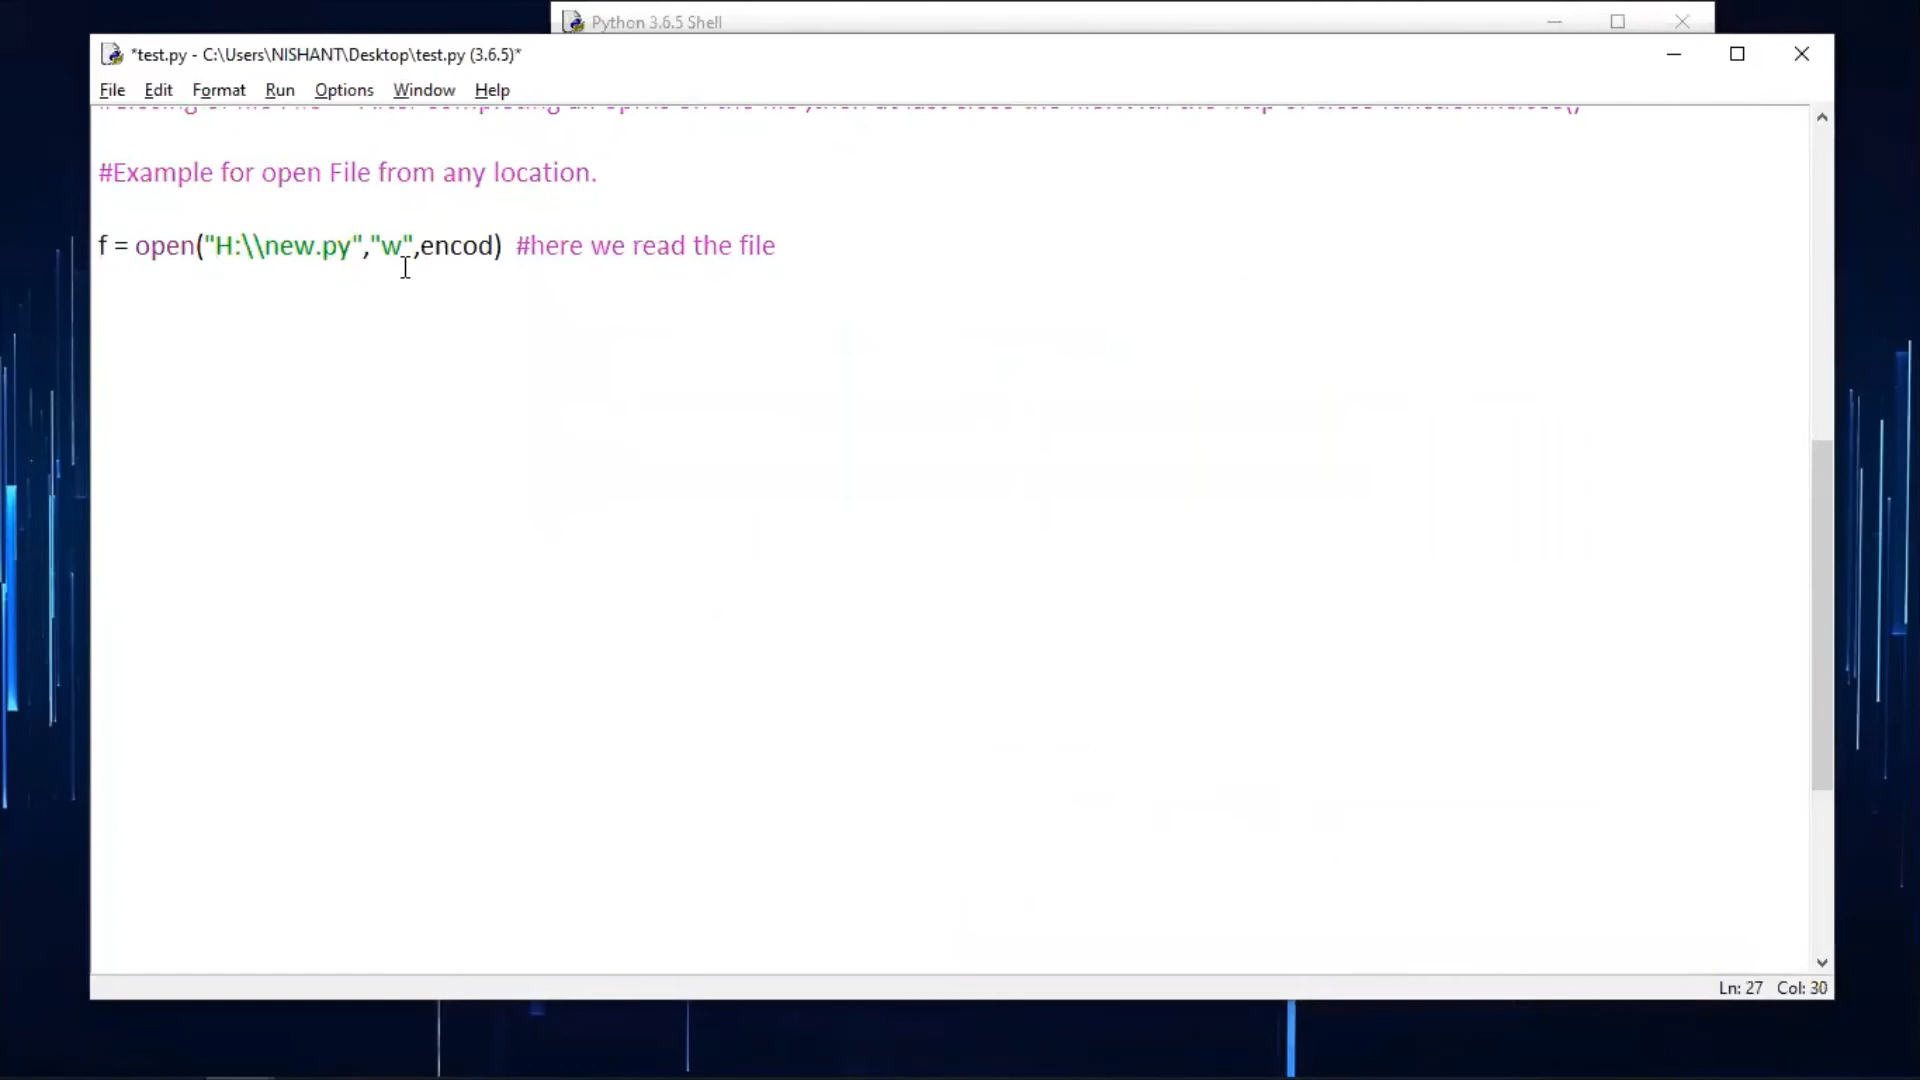 Python 3.6.5 Shell
*test.py - C:\Users\NISHANT\Desktop\test.py (3.6.5)*
File Edit Format Run Options Window Help
#Example for open File from any location.
f = open("H:\\new.py","w",encod)  #here we read the file
Ln: 27 Col: 30